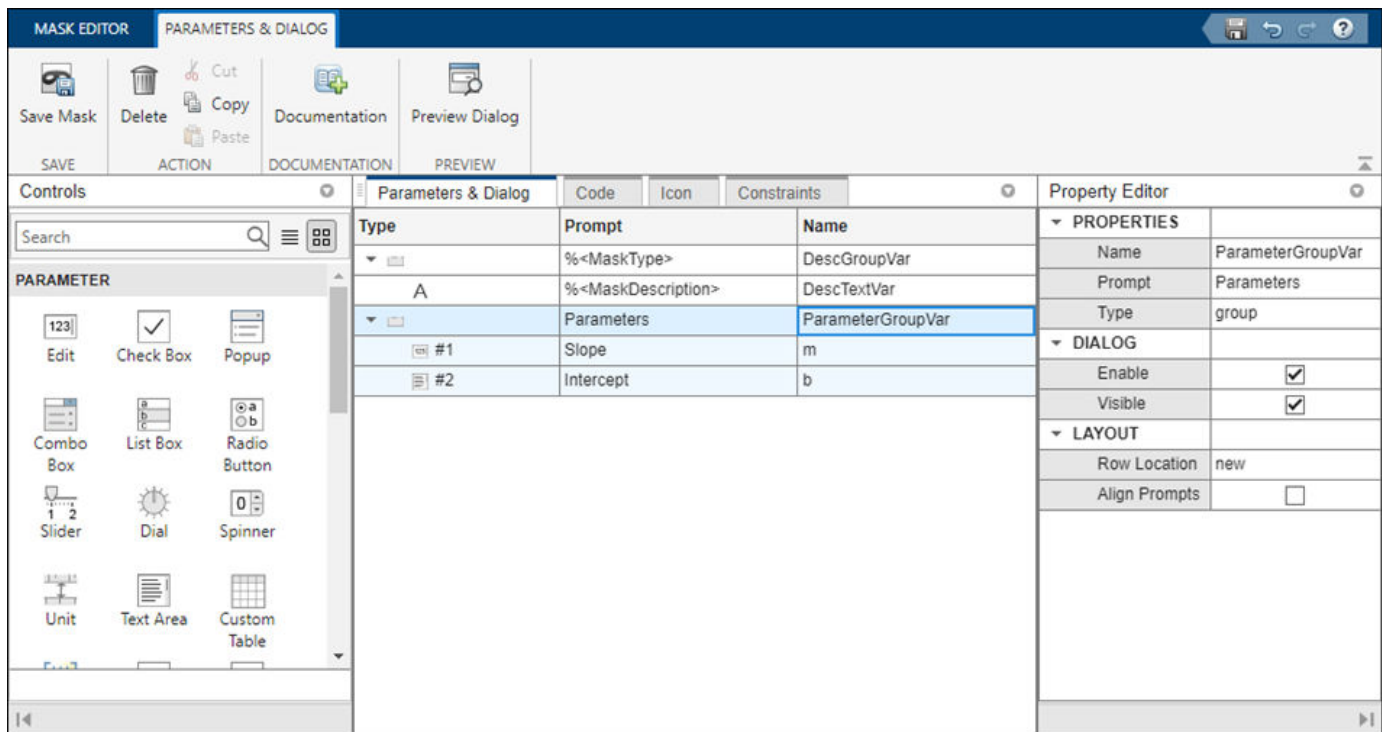 MASK EDITOR PARAMETERS & DIALOG
Save Mask Delete Cut Copy Paste Documentation Preview Dialog
SAVE ACTION DOCUMENTATION PREVIEW
Controls
Search
PARAMETER
123 Edit
Check Box
Popup
Combo Box
a b c List Box
a b Radio Button
1 2 Slider
Dial
0 Spinner
Unit
Text Area
Custom Table
Parameters & Dialog Code Icon Constraints
Type Prompt Name
%<MaskType> DescGroupVar
A %<MaskDescription> DescTextVar
Parameters ParameterGroupVar
#1 Slope m
#2 Intercept b
Property Editor
PROPERTIES
Name ParameterGroupVar
Prompt Parameters
Type group
DIALOG
Enable
Visible
LAYOUT
Row Location new
Align Prompts